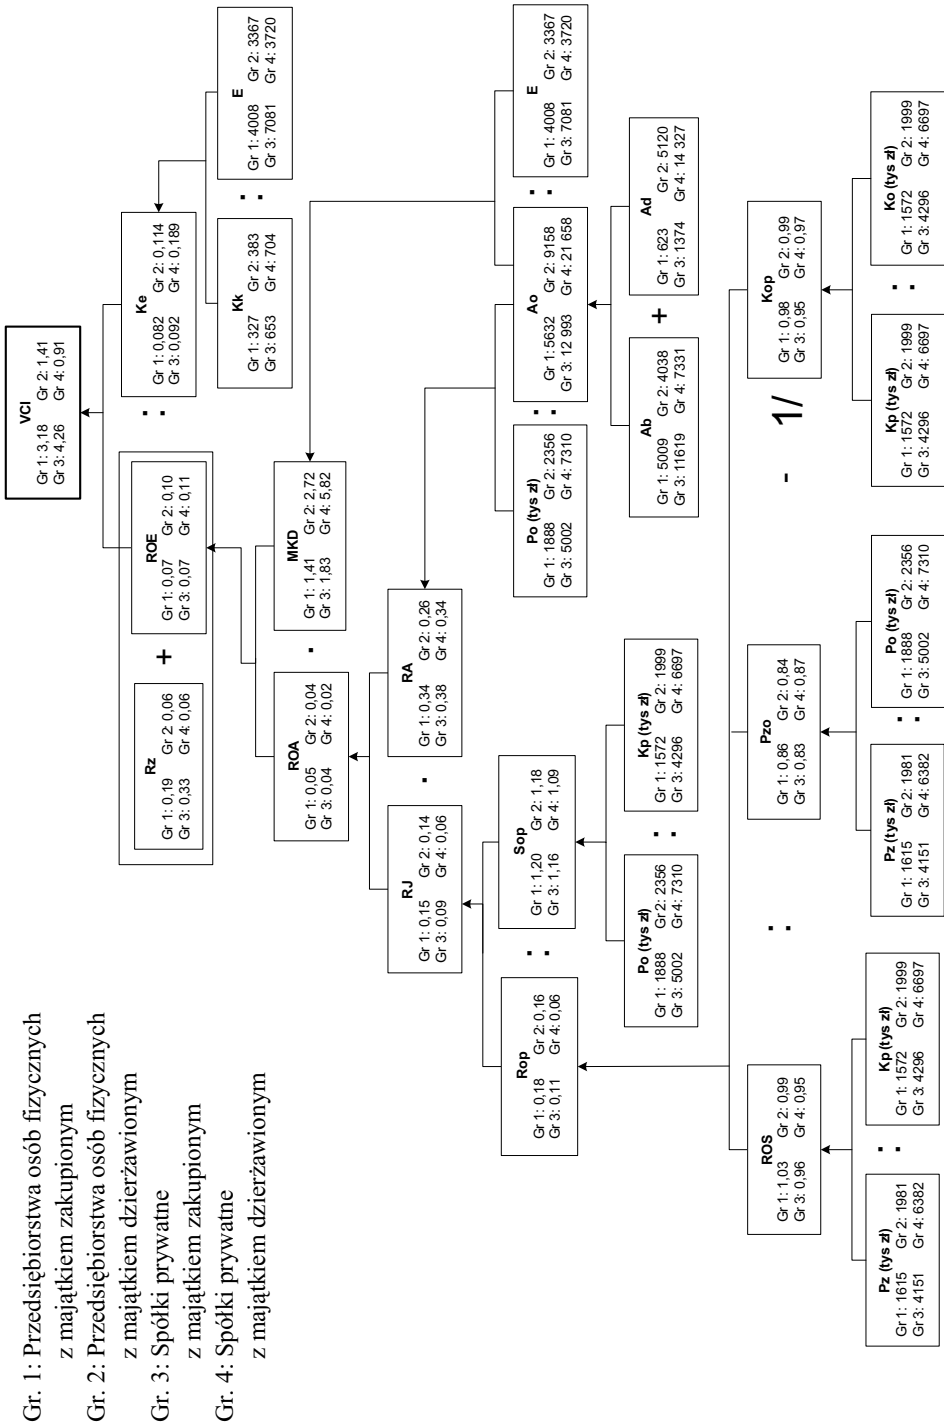 Gr. 1: Przedsiębiorstwa osób fizycznych
z majątkiem zakupionym
Gr. 2: Przedsiębiorstwa osób fizycznych
z majątkiem dzierżawionym
Gr. 3: Spółki prywatne
z majątkiem zakupionym
Gr. 4: Spółki prywatne
z majątkiem dzierżawionym
VCI
Gr 1: 3,18 Gr 2: 1,41
Gr 3: 4,26 Gr 4: 0,91
Rz
Gr 1: 0,19 Gr 2: 0,06
Gr 3: 0,33 Gr 4: 0,06
+
ROE
Gr 1: 0,07 Gr 2: 0,10
Gr 3: 0,07 Gr 4: 0,11
:
Ke
Gr 1: 0,082 Gr 2: 0,114
Gr 3: 0,092 Gr 4: 0,189
Kk
Gr 1: 327 Gr 2: 383
Gr 3: 653 Gr 4: 704
:
E
Gr 1: 4008 Gr 2: 3367
Gr 3: 7081 Gr 4: 3720
ROA
Gr 1: 0,05 Gr 2: 0,04
Gr 3: 0,04 Gr 4: 0,02
.
MKD
Gr 1: 1,41 Gr 2: 2,72
Gr 3: 1,83 Gr 4: 5,82
RJ
Gr 1: 0,15 Gr 2: 0,14
Gr 3: 0,09 Gr 4: 0,06
.
RA
Gr 1: 0,34 Gr 2: 0,26
Gr 3: 0,38 Gr 4: 0,34
Po (tys zł)
Gr 1: 1888 Gr 2: 2356
Gr 3: 5002 Gr 4: 7310
:
Ao
Gr 1: 5632 Gr 2: 9158
Gr 3: 12 993 Gr 4: 21 658
:
E
Gr 1: 4008 Gr 2: 3367
Gr 3: 7081 Gr 4: 3720
Rop
Gr 1: 0,18 Gr 2: 0,16
Gr 3: 0,11 Gr 4: 0,06
:
Sop
Gr 1: 1,20 Gr 2: 1,18
Gr 3: 1,16 Gr 4: 1,09
Ab
Gr 1: 5009 Gr 2: 4038
Gr 3: 11619 Gr 4: 7331
+
Ad
Gr 1: 623 Gr 2: 5120
Gr 3: 1374 Gr 4: 14 327
Po (tys zł)
Gr 1: 1888 Gr 2: 2356
Gr 3: 5002 Gr 4: 7310
:
Kp (tys zł)
Gr 1: 1572 Gr 2: 1999
Gr 3: 4296 Gr 4: 6697
ROS
Gr 1: 1,03 Gr 2: 0,99
Gr 3: 0,96 Gr 4: 0,95
:
Pzo
Gr 1: 0,86 Gr 2: 0,84
Gr 3: 0,83 Gr 4: 0,87
- 1/
Kop
Gr 1: 0,98 Gr 2: 0,99
Gr 3: 0,95 Gr 4: 0,97
Pz (tys zł)
Gr 1: 1615 Gr 2: 1981
Gr 3: 4151 Gr 4: 6382
:
Kp (tys zł)
Gr 1: 1572 Gr 2: 1999
Gr 3: 4296 Gr 4: 6697
Pz (tys zł)
Gr 1: 1615 Gr 2: 1981
Gr 3: 4151 Gr 4: 6382
:
Po (tys zł)
Gr 1: 1888 Gr 2: 2356
Gr 3: 5002 Gr 4: 7310
Kp (tys zł)
Gr 1: 1572 Gr 2: 1999
Gr 3: 4296 Gr 4: 6697
:
Ko (tys zł)
Gr 1: 1572 Gr 2: 1999
Gr 3: 4296 Gr 4: 6697